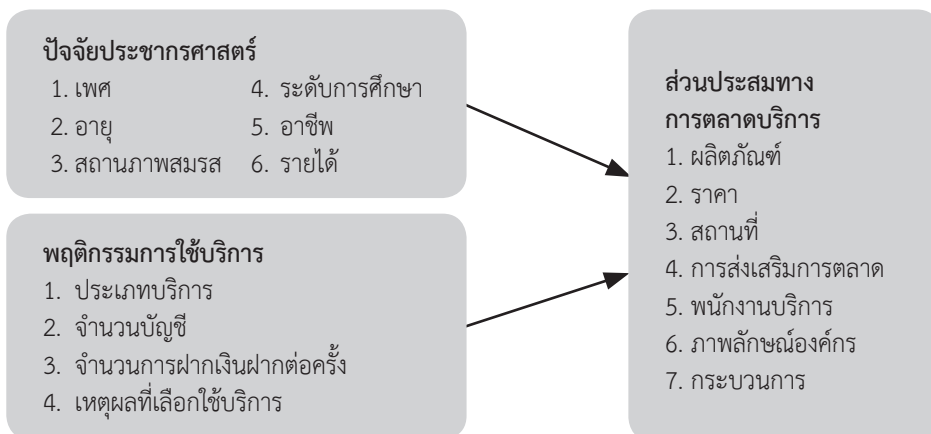 ปัจจัยประชากรศาสตร์
1. เพศ 4. ระดับการศึกษา
2. อายุ 5. อาชีพ
3. สถานภาพสมรส 6. รายได้
พฤติกรรมการใช้บริการ
1. ประเภทบริการ
2. จำนวนบัญชี
3. จำนวนการฝากเงินฝากต่อครั้ง
4. เหตุผลที่เลือกใช้บริการ
ส่วนประสมทาง
การตลาดบริการ
1. ผลิตภัณฑ์
2. ราคา
3. สถานที่
4. การส่งเสริมการตลาด
5. พนักงานบริการ
6. ภาพลักษณ์องค์กร
7. กระบวนการ